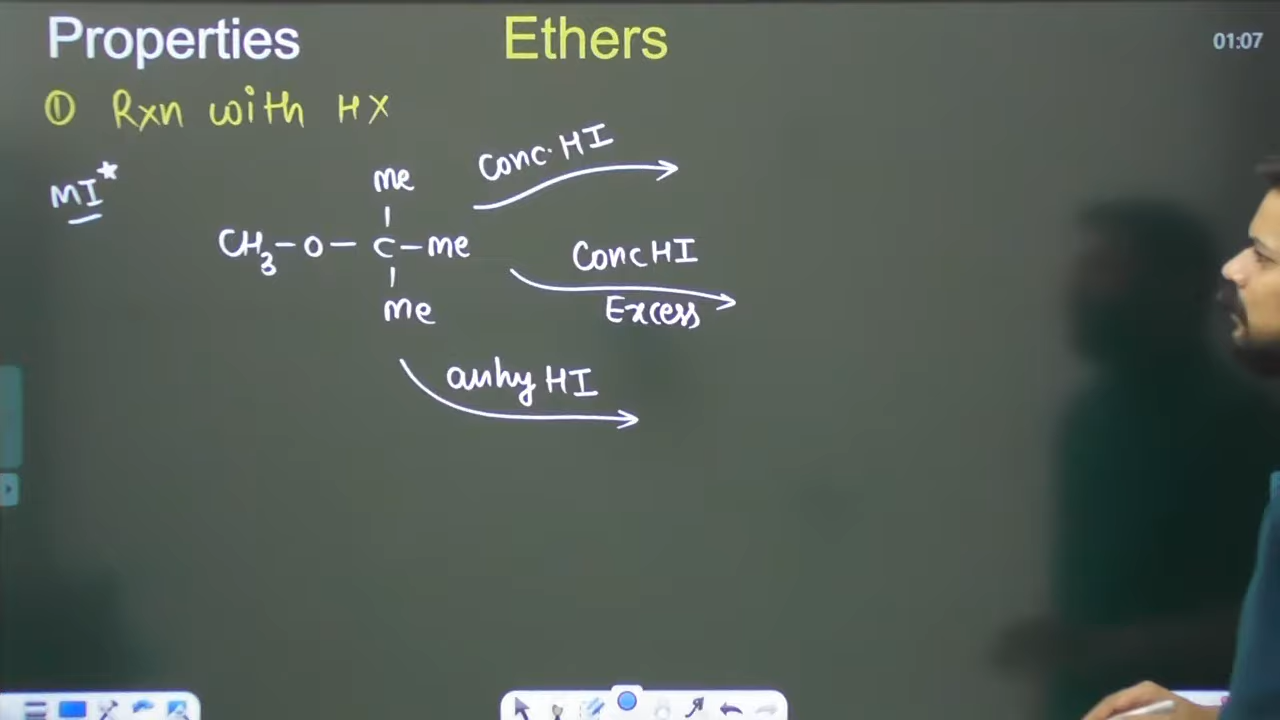 Properties
Ethers
01:07
① Rxn with HX
MI*
Me
CH₃-O-C-Me
Me
Conc. HI
Conc HI
Excess
anhy HI